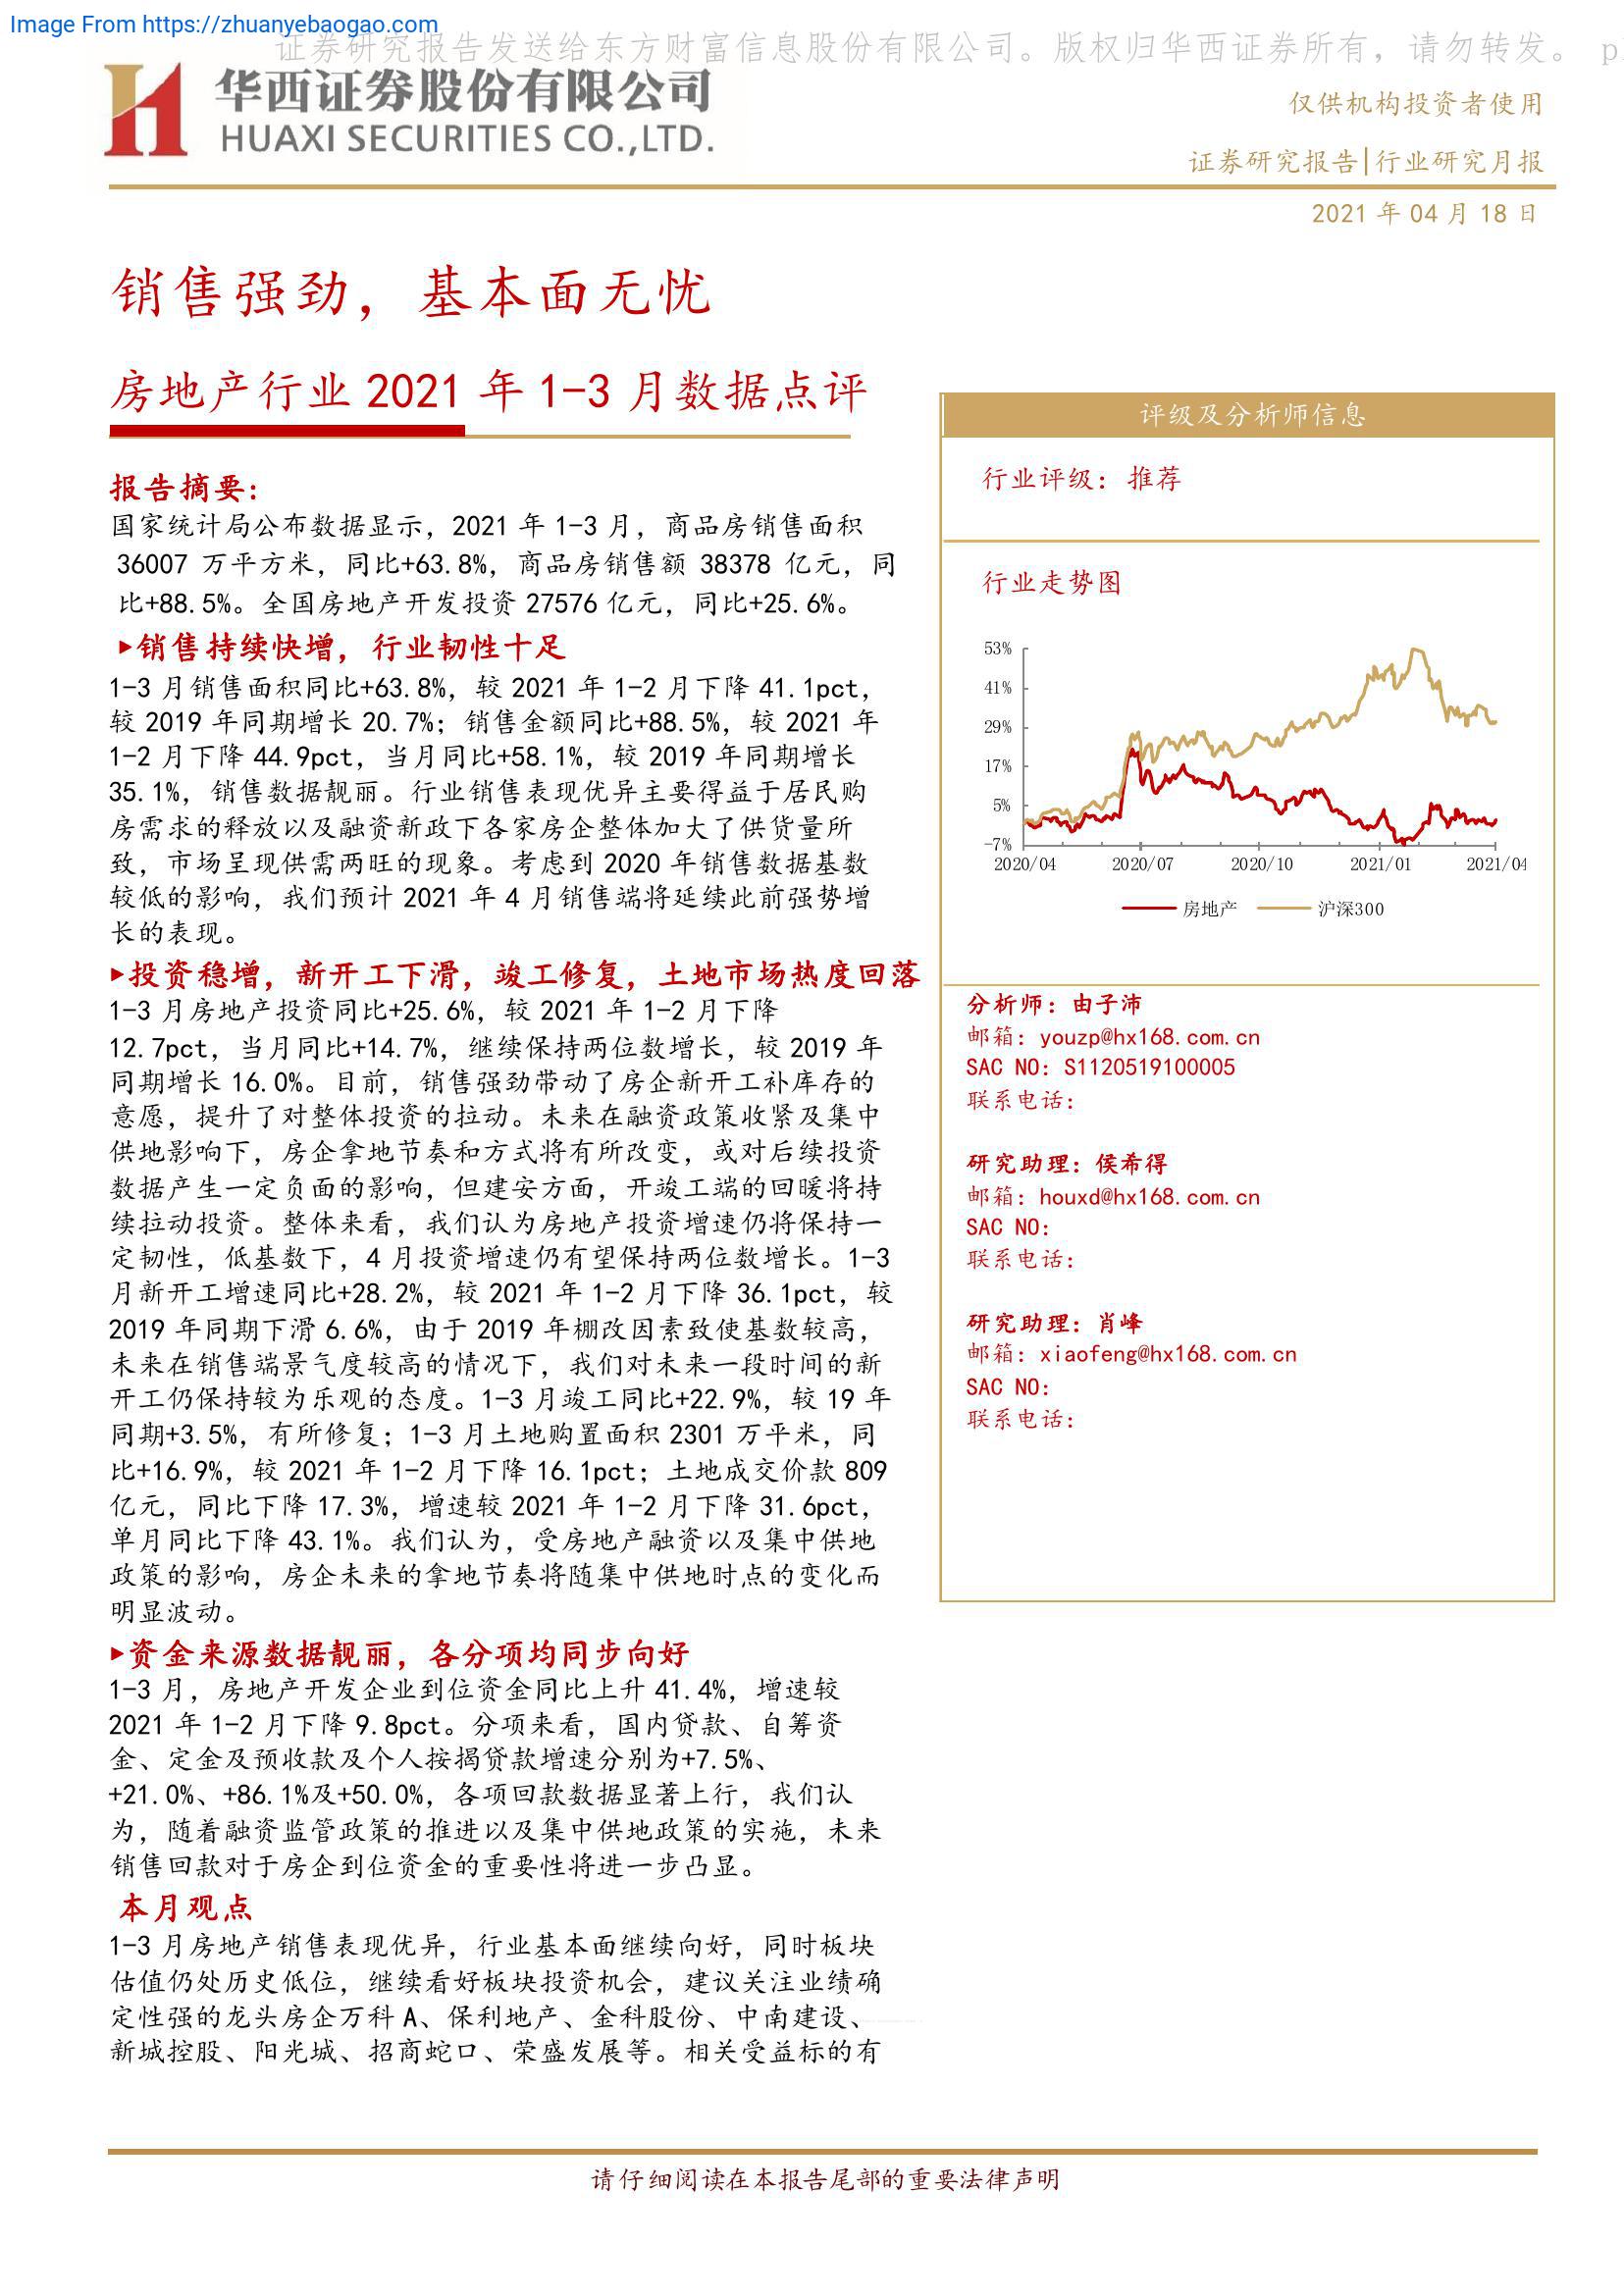 Image From https://zhuanyebaogao.com
证券研究报告发送给东方财富信息股份有限公司。版权归华西证券所有，请勿转发。 p
华西证券股份有限公司
HUAXI SECURITIES CO.,LTD.
仅供机构投资者使用
证券研究报告|行业研究月报
2021 年 04 月 18 日
销售强劲，基本面无忧
房地产行业 2021 年 1-3 月数据点评
报告摘要：
国家统计局公布数据显示，2021 年 1-3 月，商品房销售面积
36007 万平方米，同比+63.8%，商品房销售额 38378 亿元，同
比+88.5%。全国房地产开发投资 27576 亿元，同比+25.6%。
▸销售持续快增，行业韧性十足
1-3 月销售面积同比+63.8%，较 2021 年 1-2 月下降 41.1pct，
较 2019 年同期增长 20.7%；销售金额同比+88.5%，较 2021 年
1-2 月下降 44.9pct，当月同比+58.1%，较 2019 年同期增长
35.1%，销售数据靓丽。行业销售表现优异主要得益于居民购
房需求的释放以及融资新政下各家房企整体加大了供货量所
致，市场呈现供需两旺的现象。考虑到 2020 年销售数据基数
较低的影响，我们预计 2021 年 4 月销售端将延续此前强势增
长的表现。
▸投资稳增，新开工下滑，竣工修复，土地市场热度回落
1-3 月房地产投资同比+25.6%，较 2021 年 1-2 月下降
12.7pct，当月同比+14.7%，继续保持两位数增长，较 2019 年
同期增长 16.0%。目前，销售强劲带动了房企新开工补库存的
意愿，提升了对整体投资的拉动。未来在融资政策收紧及集中
供地影响下，房企拿地节奏和方式将有所改变，或对后续投资
数据产生一定负面的影响，但建安方面，开竣工端的回暖将持
续拉动投资。整体来看，我们认为房地产投资增速仍将保持一
定韧性，低基数下，4 月投资增速仍有望保持两位数增长。1-3
月新开工增速同比+28.2%，较 2021 年 1-2 月下降 36.1pct，较
2019 年同期下滑 6.6%，由于 2019 年棚改因素致使基数较高，
未来在销售端景气度较高的情况下，我们对未来一段时间的新
开工仍保持较为乐观的态度。1-3 月竣工同比+22.9%，较 19 年
同期+3.5%，有所修复；1-3 月土地购置面积 2301 万平米，同
比+16.9%，较 2021 年 1-2 月下降 16.1pct；土地成交价款 809
亿元，同比下降 17.3%，增速较 2021 年 1-2 月下降 31.6pct，
单月同比下降 43.1%。我们认为，受房地产融资以及集中供地
政策的影响，房企未来的拿地节奏将随集中供地时点的变化而
明显波动。
▸资金来源数据靓丽，各分项均同步向好
1-3 月，房地产开发企业到位资金同比上升 41.4%，增速较
2021 年 1-2 月下降 9.8pct。分项来看，国内贷款、自筹资
金、定金及预收款及个人按揭贷款增速分别为+7.5%、
+21.0%、+86.1%及+50.0%，各项回款数据显著上行，我们认
为，随着融资监管政策的推进以及集中供地政策的实施，未来
销售回款对于房企到位资金的重要性将进一步凸显。
本月观点
1-3 月房地产销售表现优异，行业基本面继续向好，同时板块
估值仍处历史低位，继续看好板块投资机会，建议关注业绩确
定性强的龙头房企万科 A、保利地产、金科股份、中南建设、
新城控股、阳光城、招商蛇口、荣盛发展等。相关受益标的有
评级及分析师信息
行业评级：推荐
行业走势图
53%
41%
29%
17%
5%
-7%
2020/04 2020/07 2020/10 2021/01 2021/04
房地产 沪深300
分析师：由子沛
邮箱：youzp@hx168.com.cn
SAC NO：S1120519100005
联系电话：
研究助理：侯希得
邮箱：houxd@hx168.com.cn
SAC NO：
联系电话：
研究助理：肖峰
邮箱：xiaofeng@hx168.com.cn
SAC NO：
联系电话：
请仔细阅读在本报告尾部的重要法律声明